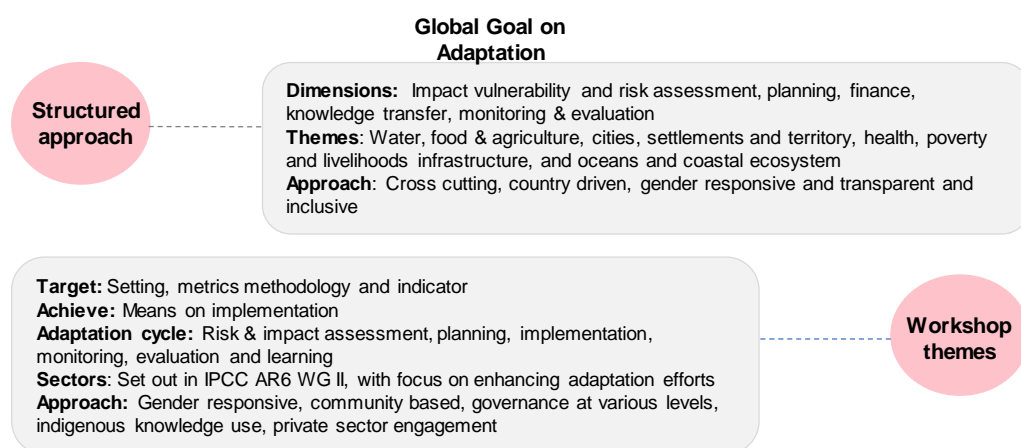 Global Goal on
Adaptation
Structured
approach
Dimensions: Impact vulnerability and risk assessment, planning, finance,
knowledge transfer, monitoring & evaluation
Themes: Water, food & agriculture, cities, settlements and territory, health, poverty
and livelihoods infrastructure, and oceans and coastal ecosystem
Approach: Cross cutting, country driven, gender responsive and transparent and
inclusive
Target: Setting, metrics methodology and indicator
Achieve: Means on implementation
Adaptation cycle: Risk & impact assessment, planning, implementation,
monitoring, evaluation and learning
Sectors: Set out in IPCC AR6 WG II, with focus on enhancing adaptation efforts
Approach: Gender responsive, community based, governance at various levels,
indigenous knowledge use, private sector engagement
Workshop
themes